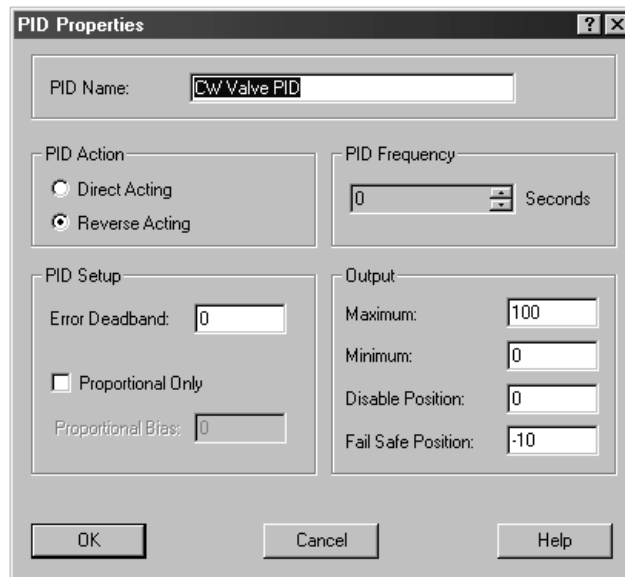 PID Properties
PID Name: CW Valve PID
PID Action
Direct Acting
Reverse Acting
PID Frequency
0 Seconds
PID Setup
Error Deadband: 0
Proportional Only
Proportional Bias: 0
Output
Maximum: 100
Minimum: 0
Disable Position: 0
Fail Safe Position: -10
OK Cancel Help